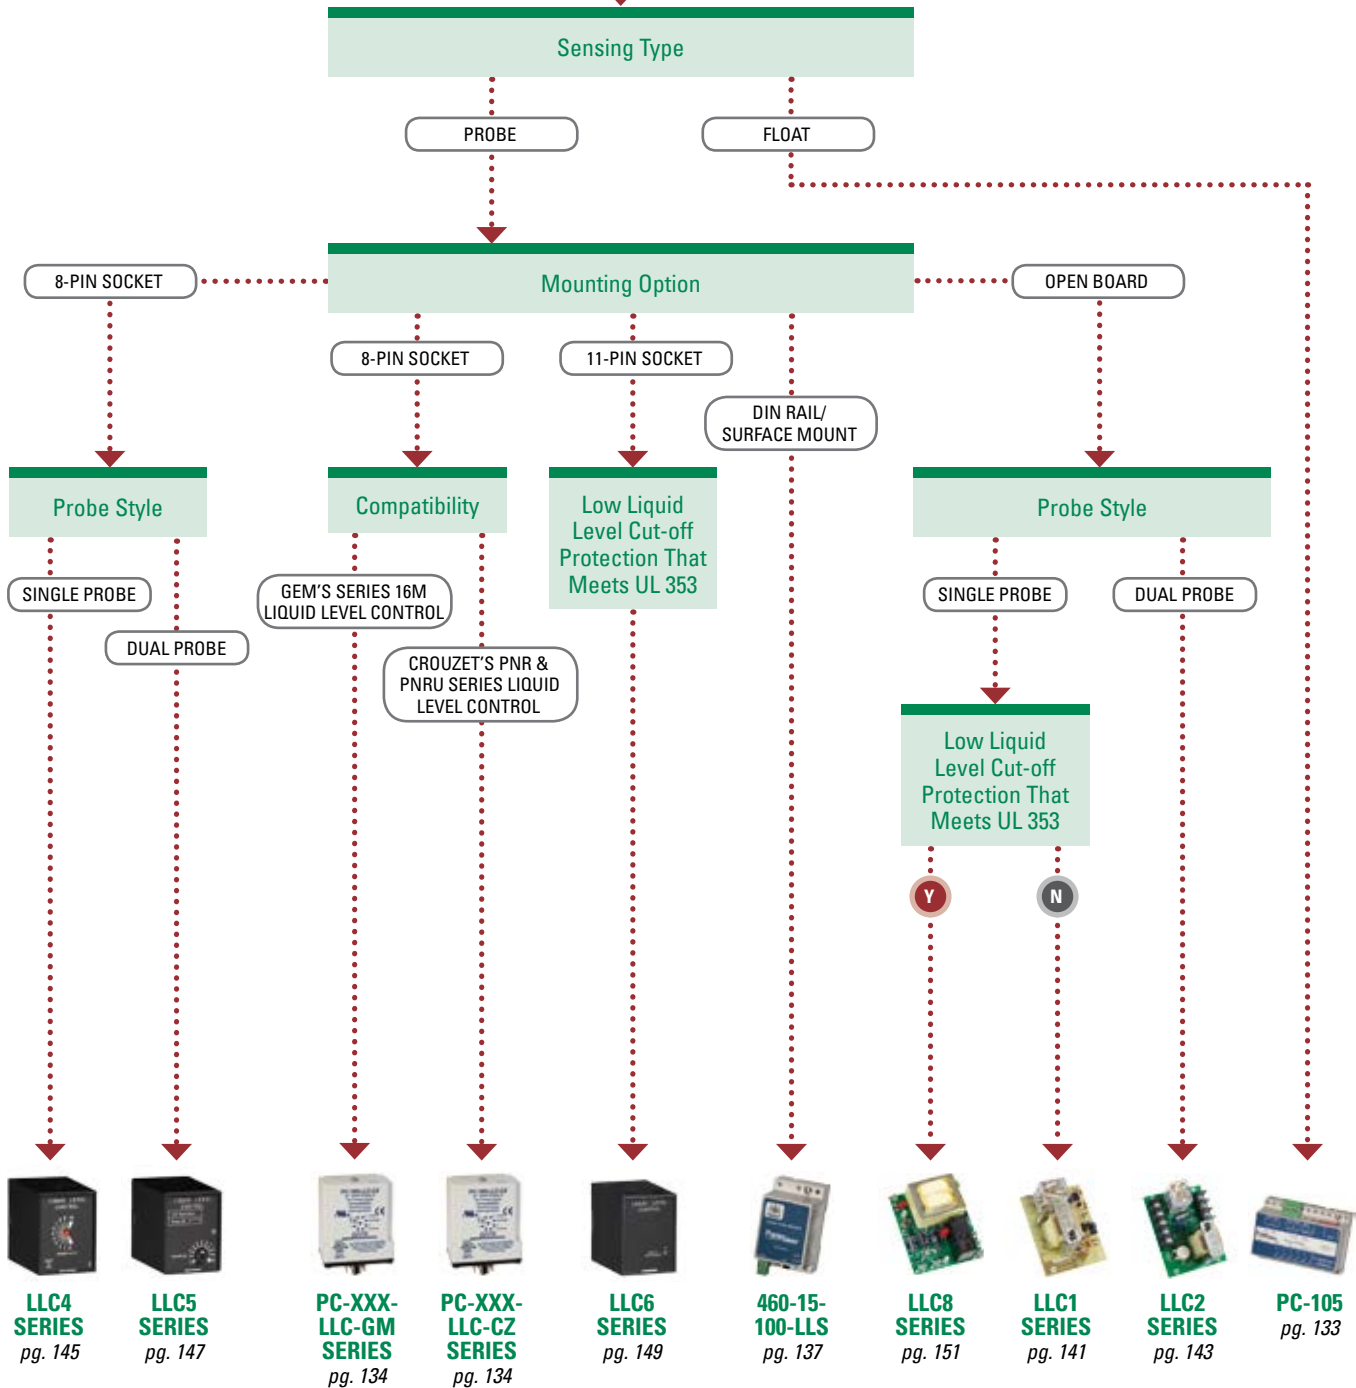 Sensing Type
PROBE
FLOAT
8-PIN SOCKET
Mounting Option
OPEN BOARD
8-PIN SOCKET
11-PIN SOCKET
DIN RAIL/
SURFACE MOUNT
Probe Style
Compatibility
Low Liquid
Level Cut-off
Protection That
Meets UL 353
Probe Style
SINGLE PROBE
DUAL PROBE
GEM'S SERIES 16M
LIQUID LEVEL CONTROL
CROUZET'S PNR &
PNRU SERIES LIQUID
LEVEL CONTROL
SINGLE PROBE
DUAL PROBE
Low Liquid
Level Cut-off
Protection That
Meets UL 353
Y
N
LLC4
SERIES
pg. 145
LLC5
SERIES
pg. 147
PC-XXX-
LLC-GM
SERIES
pg. 134
PC-XXX-
LLC-CZ
SERIES
pg. 134
LLC6
SERIES
pg. 149
460-15-
100-LLS
pg. 137
LLC8
SERIES
pg. 151
LLC1
SERIES
pg. 141
LLC2
SERIES
pg. 143
PC-105
pg. 133